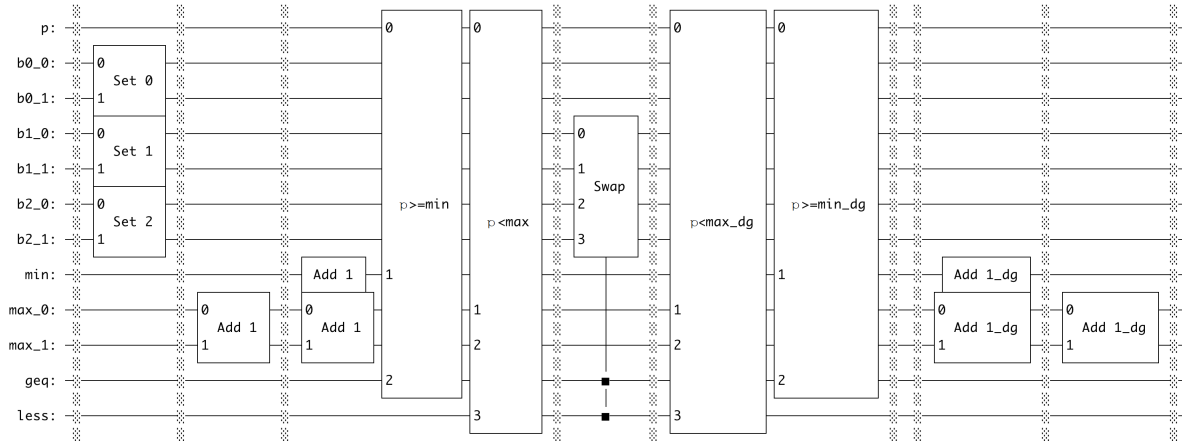 p: 0 0 0 0
b0_0: 0
Set 0
b0_1: 1
b1_0: 0 0
Set 1
b1_1: 1 1
Swap
b2_0: 0 p>=min 2 p>=min_dg
Set 2 p<max p<max_dg
b2_1: 1 3
min: Add 1 1 1 Add 1_dg
max_0: 0 0 1 1 0 0
Add 1 Add 1 Add 1_dg Add 1_dg
max_1: 1 1 2 2 1 1
geq: 2 2
less: 3 3